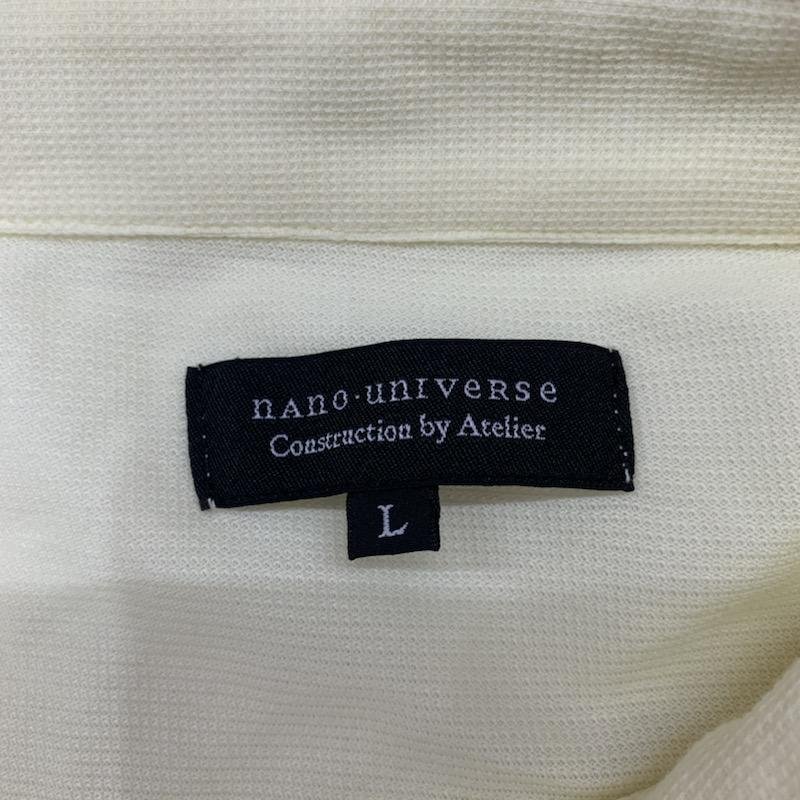 nAno·unIveRse
Construction by Atelier
L